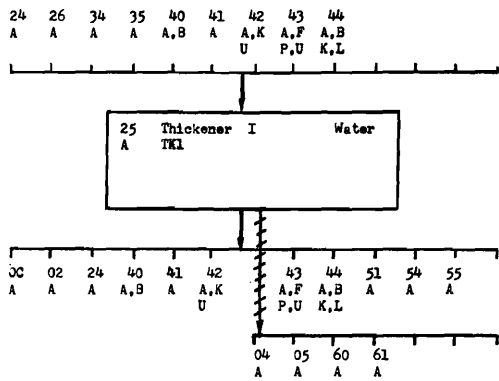 24 26 34 35 40 41 42 43 44
A A A A A,B A A,K A,F A,B
U P,U K,L
25 Thickener I Water
A TK1
00 02 24 40 41 42 43 44 51 54 55
A A A A,B A A,K A,F A,B A A A
U P,U K,L
04 05 60 61
A A A A